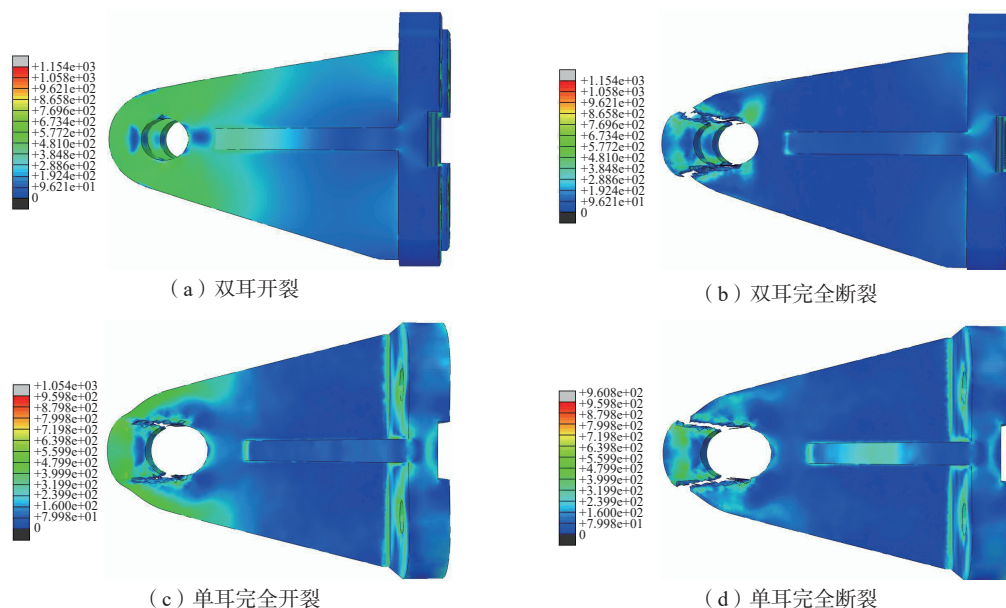 +1.154e+03
+1.058e+03
+9.621e+02
+8.658e+02
+7.696e+02
+6.734e+02
+5.772e+02
+4.810e+02
+3.848e+02
+2.886e+02
+1.924e+02
+9.621e+01
0
（a）双耳开裂
+1.154e+03
+1.058e+03
+9.621e+02
+8.658e+02
+7.696e+02
+6.734e+02
+5.772e+02
+4.810e+02
+3.848e+02
+2.886e+02
+1.924e+02
+9.621e+01
0
（b）双耳完全断裂
+1.054e+03
+9.598e+02
+8.798e+02
+7.998e+02
+7.198e+02
+6.398e+02
+5.599e+02
+4.799e+02
+3.999e+02
+3.199e+02
+2.399e+02
+1.600e+02
+7.998e+01
0
（c）单耳完全开裂
+9.608e+02
+9.598e+02
+8.798e+02
+7.998e+02
+7.198e+02
+6.398e+02
+5.599e+02
+4.799e+02
+3.999e+02
+3.199e+02
+2.399e+02
+1.600e+02
+7.998e+01
0
（d）单耳完全断裂